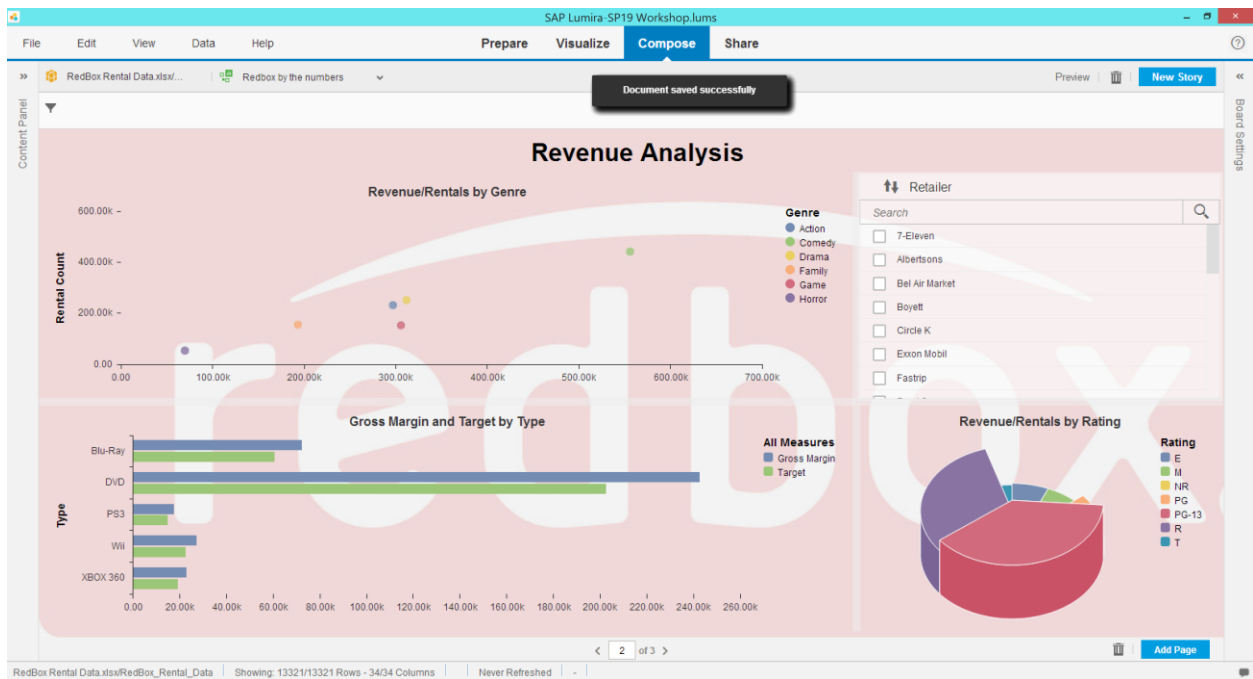 SAP Lumira-SP19 Workshop.lums
File Edit View Data Help Prepare Visualize Compose Share
RedBox Rental Data.xlsx/... Redbox by the numbers Preview New Story
Document saved successfully
Content Panel
Board Settings
Revenue Analysis
Revenue/Rentals by Genre
Rental Count
600.00k
400.00k
200.00k
0.00
0.00 100.00k 200.00k 300.00k 400.00k 500.00k 600.00k 700.00k
Genre
Action
Comedy
Drama
Family
Game
Horror
Retailer
Search
7-Eleven
Albertsons
Bel Air Market
Boyett
Circle K
Exxon Mobil
Fastrip
redbox.
Gross Margin and Target by Type
Type
Blu-Ray
DVD
PS3
Wii
XBOX 360
0.00 20.00k 40.00k 60.00k 80.00k 100.00k 120.00k 140.00k 160.00k 180.00k 200.00k 220.00k 240.00k 260.00k
All Measures
Gross Margin
Target
Revenue/Rentals by Rating
Rating
E
M
NR
PG
PG-13
R
T
2 of 3
Add Page
RedBox Rental Data.xlsx/RedBox_Rental_Data Showing: 13321/13321 Rows - 34/34 Columns Never Refreshed -